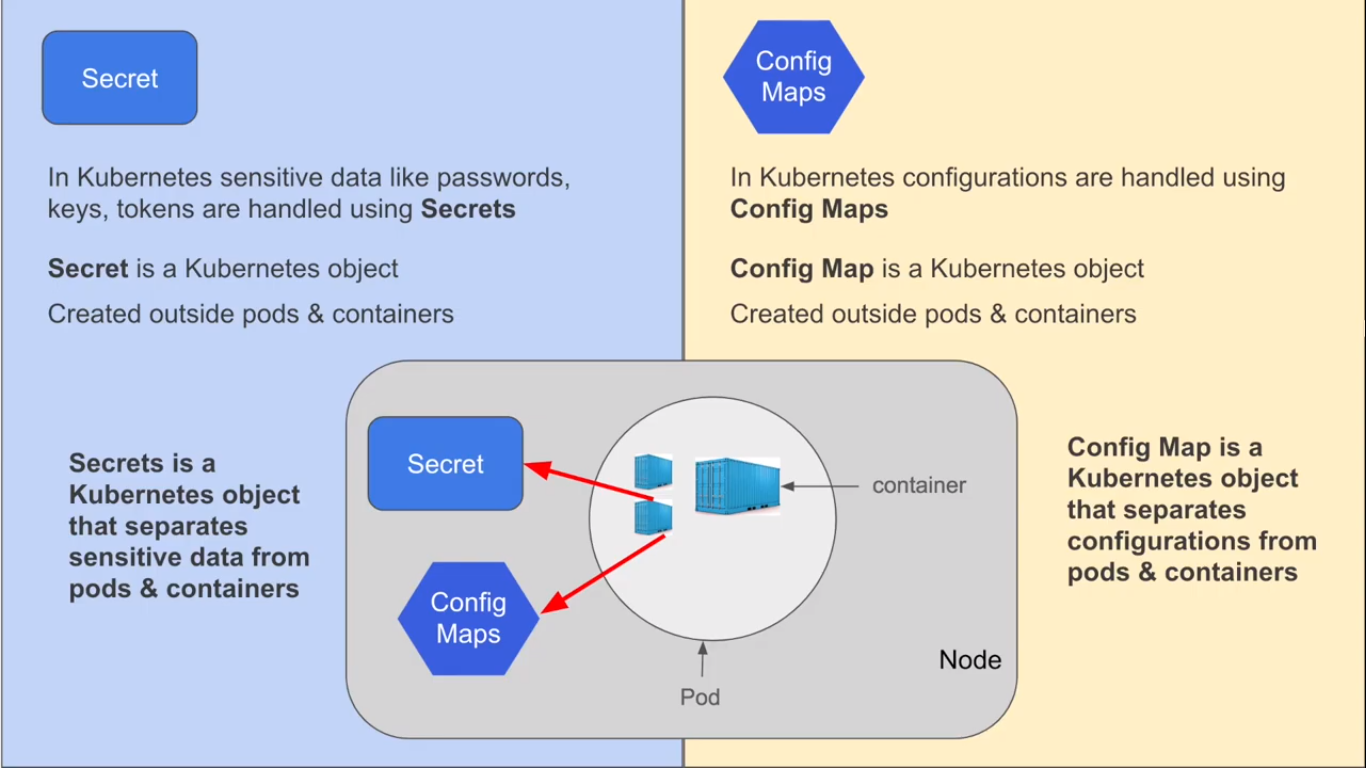 Secret
In Kubernetes sensitive data like passwords,
keys, tokens are handled using Secrets
Secret is a Kubernetes object
Created outside pods & containers
Config
Maps
In Kubernetes configurations are handled using
Config Maps
Config Map is a Kubernetes object
Created outside pods & containers
Secrets is a
Kubernetes object
that separates
sensitive data from
pods & containers
Secret
Config
Maps
container
Pod
Node
Config Map is a
Kubernetes object
that separates
configurations from
pods & containers